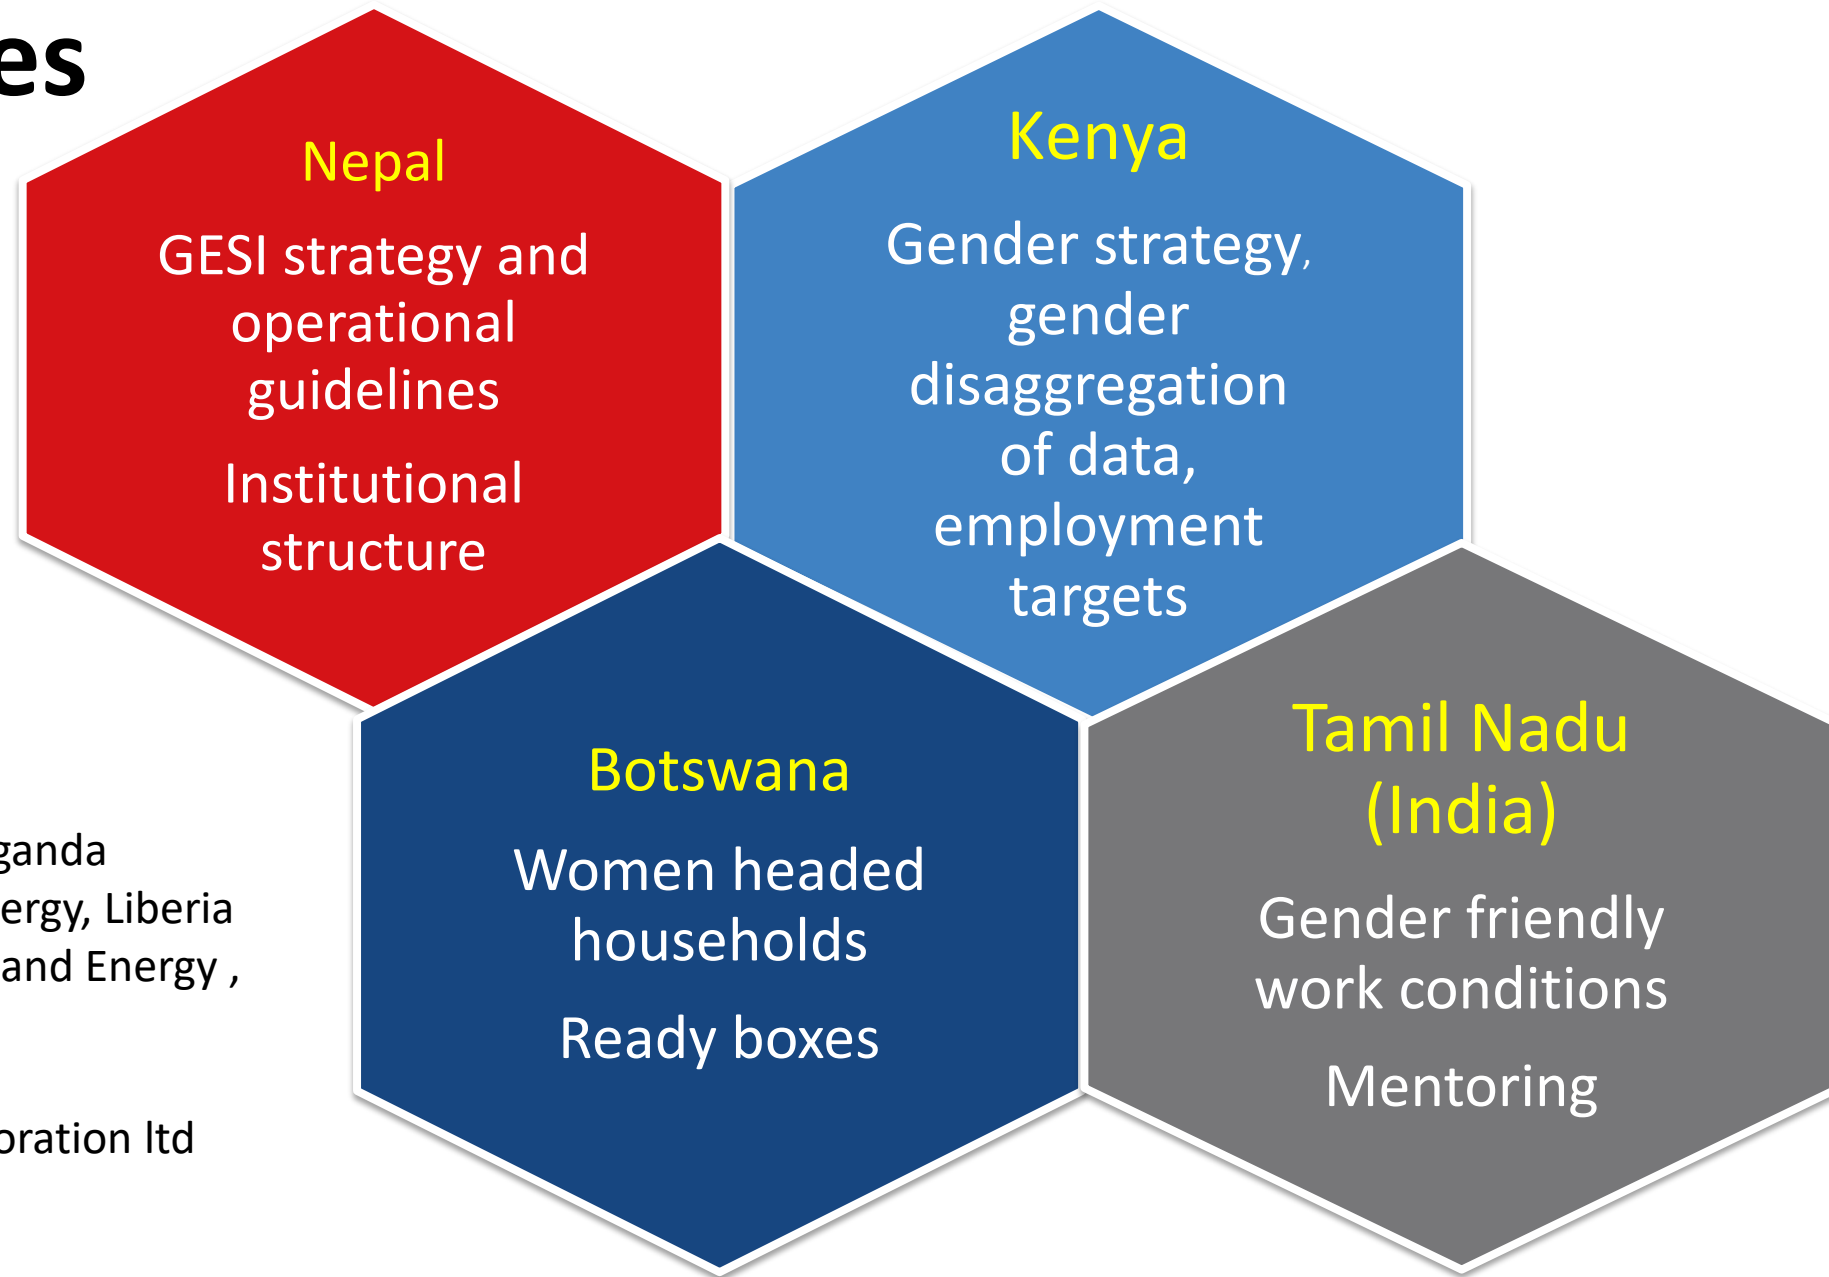 es
Nepal
GESI strategy and
operational
guidelines
Institutional
structure
Kenya
Gender strategy,
gender
disaggregation
of data,
employment
targets
Botswana
Women headed
households
Ready boxes
Tamil Nadu
(India)
Gender friendly
work conditions
Mentoring
ganda
ergy, Liberia
and Energy ,
oration ltd